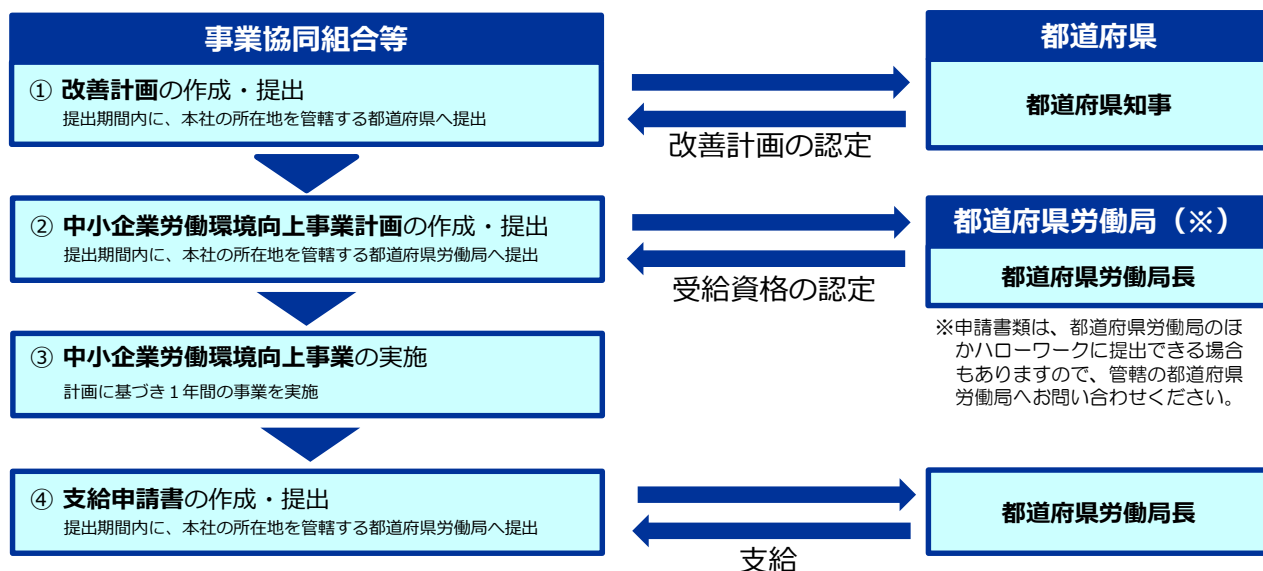 事業協同組合等
① 改善計画の作成・提出
提出期間内に、本社の所在地を管轄する都道府県へ提出
改善計画の認定
都道府県
都道府県知事
② 中小企業労働環境向上事業計画の作成・提出
提出期間内に、本社の所在地を管轄する都道府県労働局へ提出
受給資格の認定
都道府県労働局（※）
都道府県労働局長
※申請書類は、都道府県労働局のほ
かハローワークに提出できる場合
もありますので、管轄の都道府県
労働局へお問い合わせください。
③ 中小企業労働環境向上事業の実施
計画に基づき１年間の事業を実施
④ 支給申請書の作成・提出
提出期間内に、本社の所在地を管轄する都道府県労働局へ提出
支給
都道府県労働局長